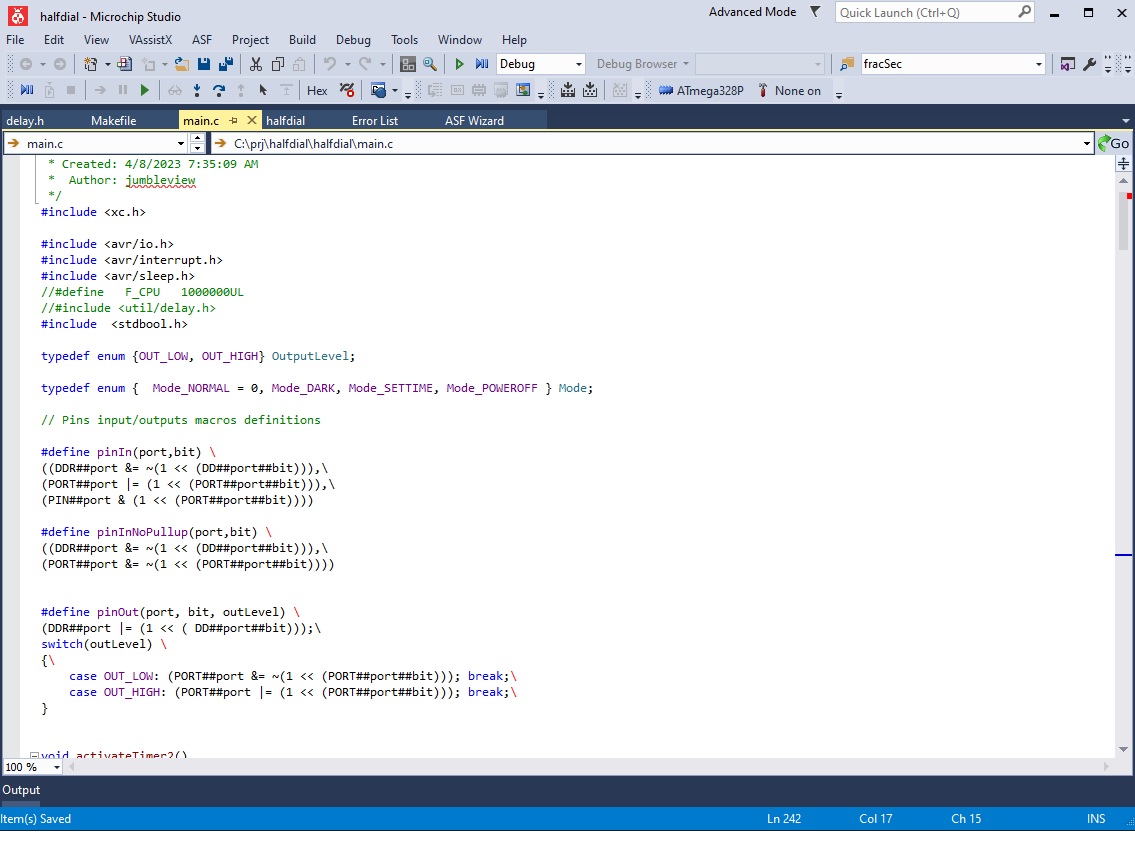 halfdial - Microchip Studio
Advanced Mode
Quick Launch (Ctrl+Q)
File Edit View VAssistX ASF Project Build Debug Tools Window Help
Debug Debug Browser fracSec
Hex ATmega328P None on
delay.h Makefile main.c halfdial Error List ASF Wizard
main.c C:\prj\halfdial\halfdial\main.c Go
* Created: 4/8/2023 7:35:09 AM
*  Author: jumbleview
*/
#include <xc.h>
#include <avr/io.h>
#include <avr/interrupt.h>
#include <avr/sleep.h>
//#define   F_CPU   1000000UL
//#include <util/delay.h>
#include  <stdbool.h>
typedef enum {OUT_LOW, OUT_HIGH} OutputLevel;
typedef enum {  Mode_NORMAL = 0, Mode_DARK, Mode_SETTIME, Mode_POWEROFF } Mode;
// Pins input/outputs macros definitions
#define pinIn(port,bit) \
((DDR##port &= ~(1 << (DD##port##bit))),\
(PORT##port |= (1 << (PORT##port##bit))),\
(PIN##port & (1 << (PORT##port##bit))))
#define pinInNoPullup(port,bit) \
((DDR##port &= ~(1 << (DD##port##bit))),\
(PORT##port &= ~(1 << (PORT##port##bit))))
#define pinOut(port, bit, outLevel) \
(DDR##port |= (1 << ( DD##port##bit)));\
switch(outLevel) \
{\
    case OUT_LOW: (PORT##port &= ~(1 << (PORT##port##bit))); break;\
    case OUT_HIGH: (PORT##port |= (1 << (PORT##port##bit))); break;\
}
void activateTimer2()
100 %
Output
Item(s) Saved Ln 242 Col 17 Ch 15 INS